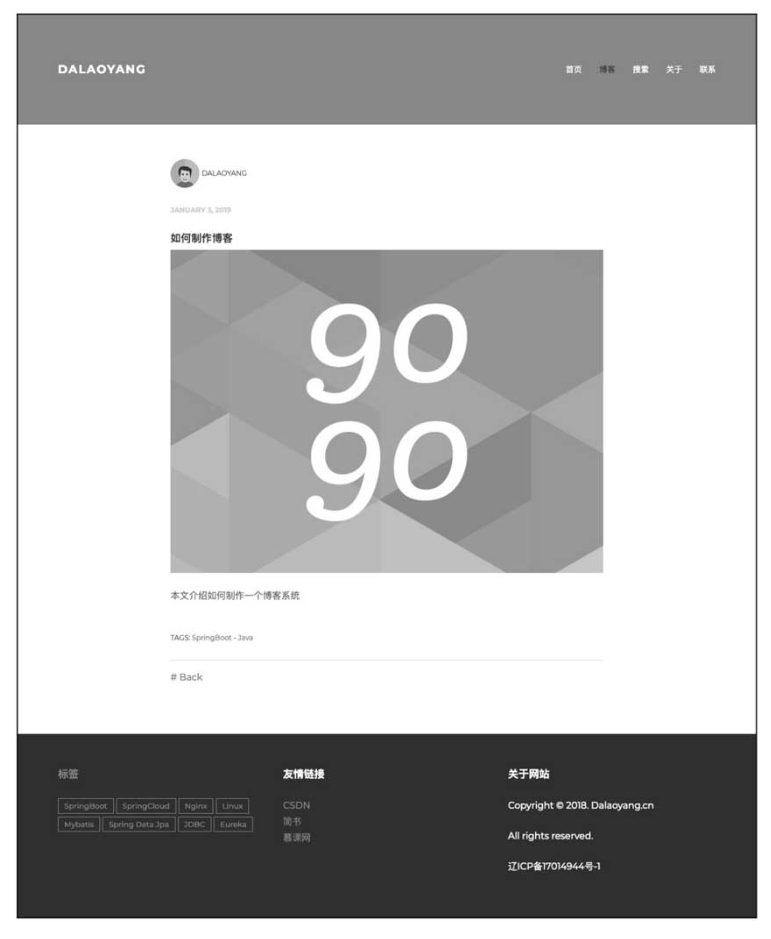 DALAOYANG
首页 博客 搜索 关于 联系
DALAOYANG
JANUARY 3, 2019
如何制作博客
go
go
本文介绍如何制作一个博客系统
TAGS: SpringBoot - Java
# Back
标签
SpringBoot SpringCloud Nginx Linux
Mybatis Spring Data Jpa JDBC Eureka
友情链接
CSDN
简书
慕课网
关于网站
Copyright © 2018. Dalaoyang.cn
All rights reserved.
辽ICP备17014944号-1